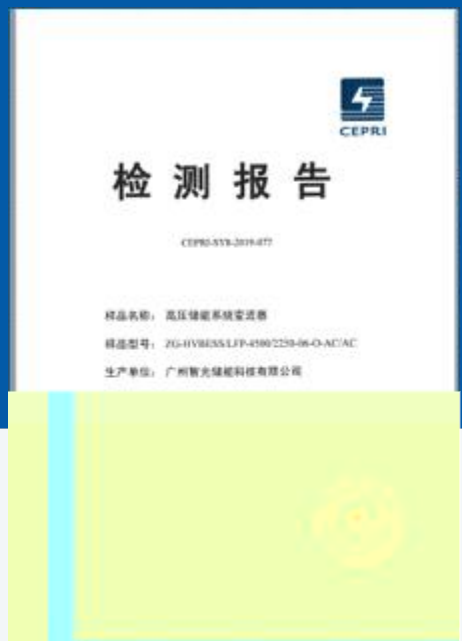 CEPRI
检测报告
CEPRI-SY8-2019-077
样品名称： 高压储能系统变流器
样品型号： ZG-HVBESS/LFP-4500/2250-06-O-AC/AC
生产单位： 广州智光储能科技有限公司